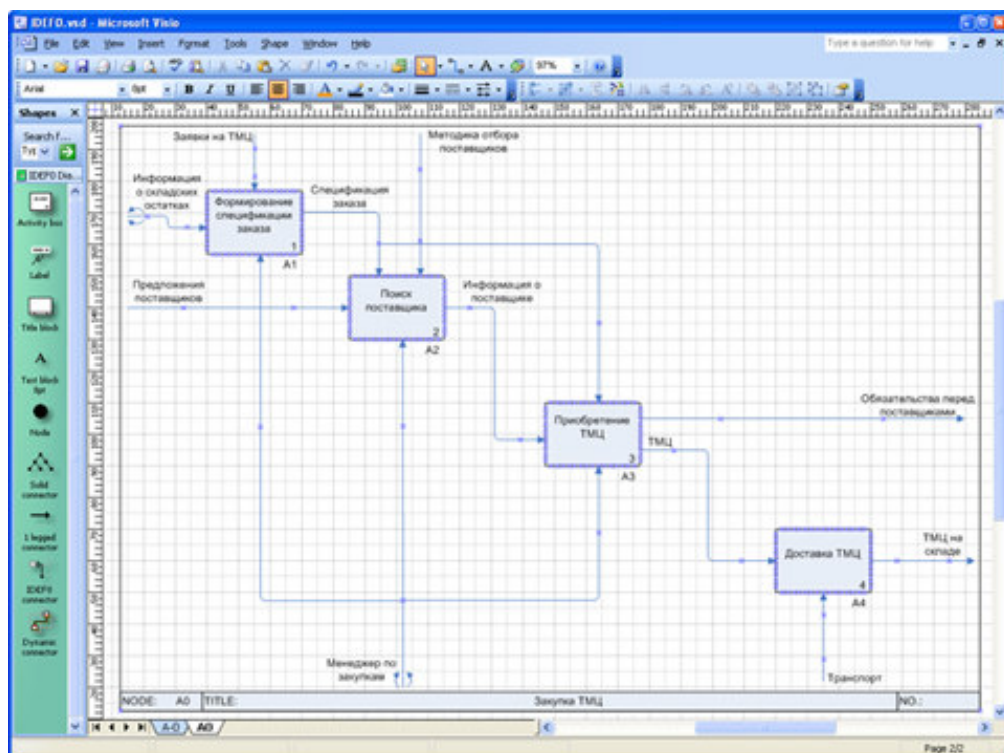 IDEF0.vsd - Microsoft Visio
File Edit View Insert Format Tools Shape Window Help
Type a question for help
97%
Arial
8pt
B I U
Shapes
Search f...
IDEF0 Dia...
Activity box
Label
Title block
Text block
8pt
Node
Solid
connector
1 legged
connector
IDEF0
connector
Dynamic
connector
Заявки на ТМЦ
Методика отбора
поставщиков
Информация
о складских
остатках
Формирование
спецификации
заказа
1
A1
Спецификация
заказа
Предложения
поставщиков
Поиск
поставщика
2
A2
Информация о
поставщике
Приобретение
ТМЦ
3
A3
Обязательства перед
поставщиками
ТМЦ
Доставка ТМЦ
4
A4
ТМЦ на
складе
Менеджер по
закупкам
Транспорт
NODE: A0 TITLE: Закупка ТМЦ NO.:
A-0 A0
Page 2/2